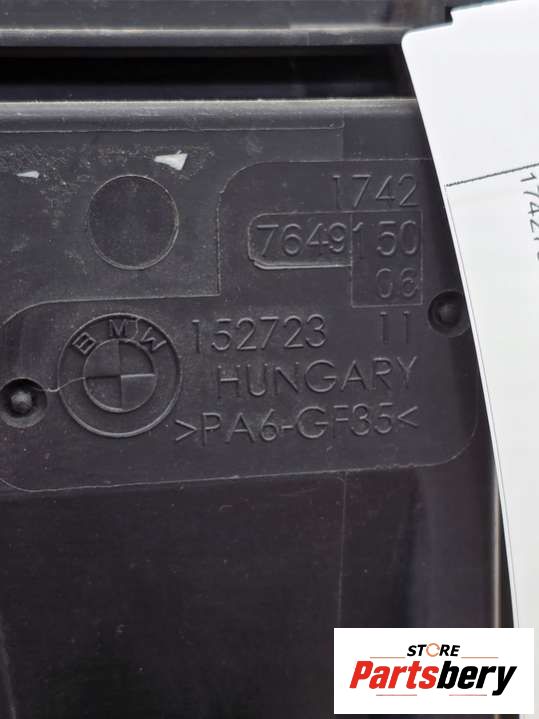 1742
7649150
06
BMW
152723 11
HUNGARY
>PA6-GF35<
STORE
Partsbery